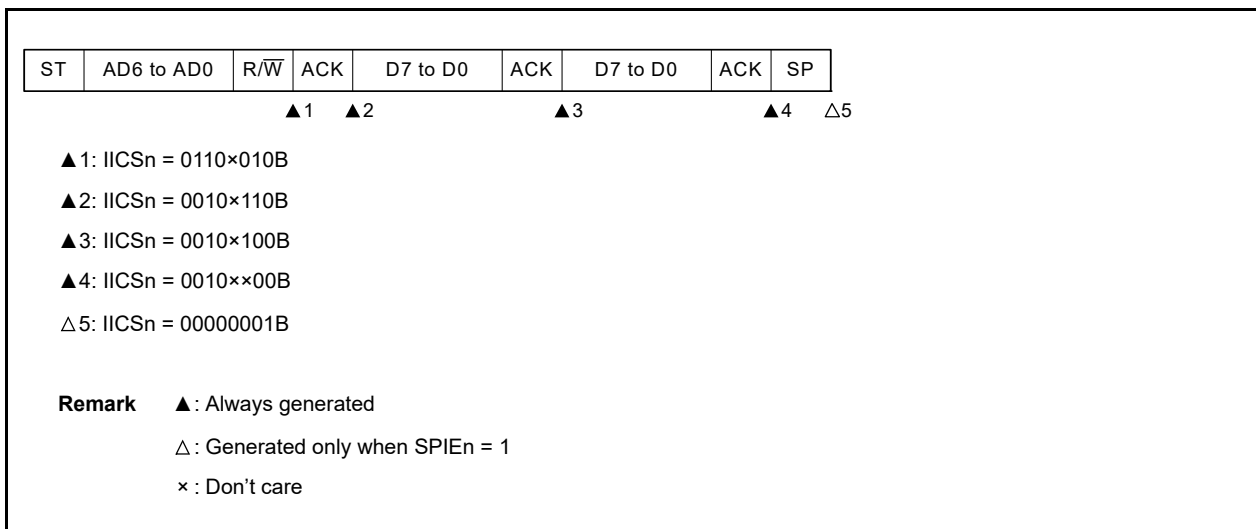 ST AD6 to AD0 R/W̅ ACK D7 to D0 ACK D7 to D0 ACK SP
▲1 ▲2 ▲3 ▲4 △5
▲1: IICSn = 0110×010B
▲2: IICSn = 0010×110B
▲3: IICSn = 0010×100B
▲4: IICSn = 0010××00B
△5: IICSn = 00000001B
Remark ▲: Always generated
△: Generated only when SPIEn = 1
×: Don’t care